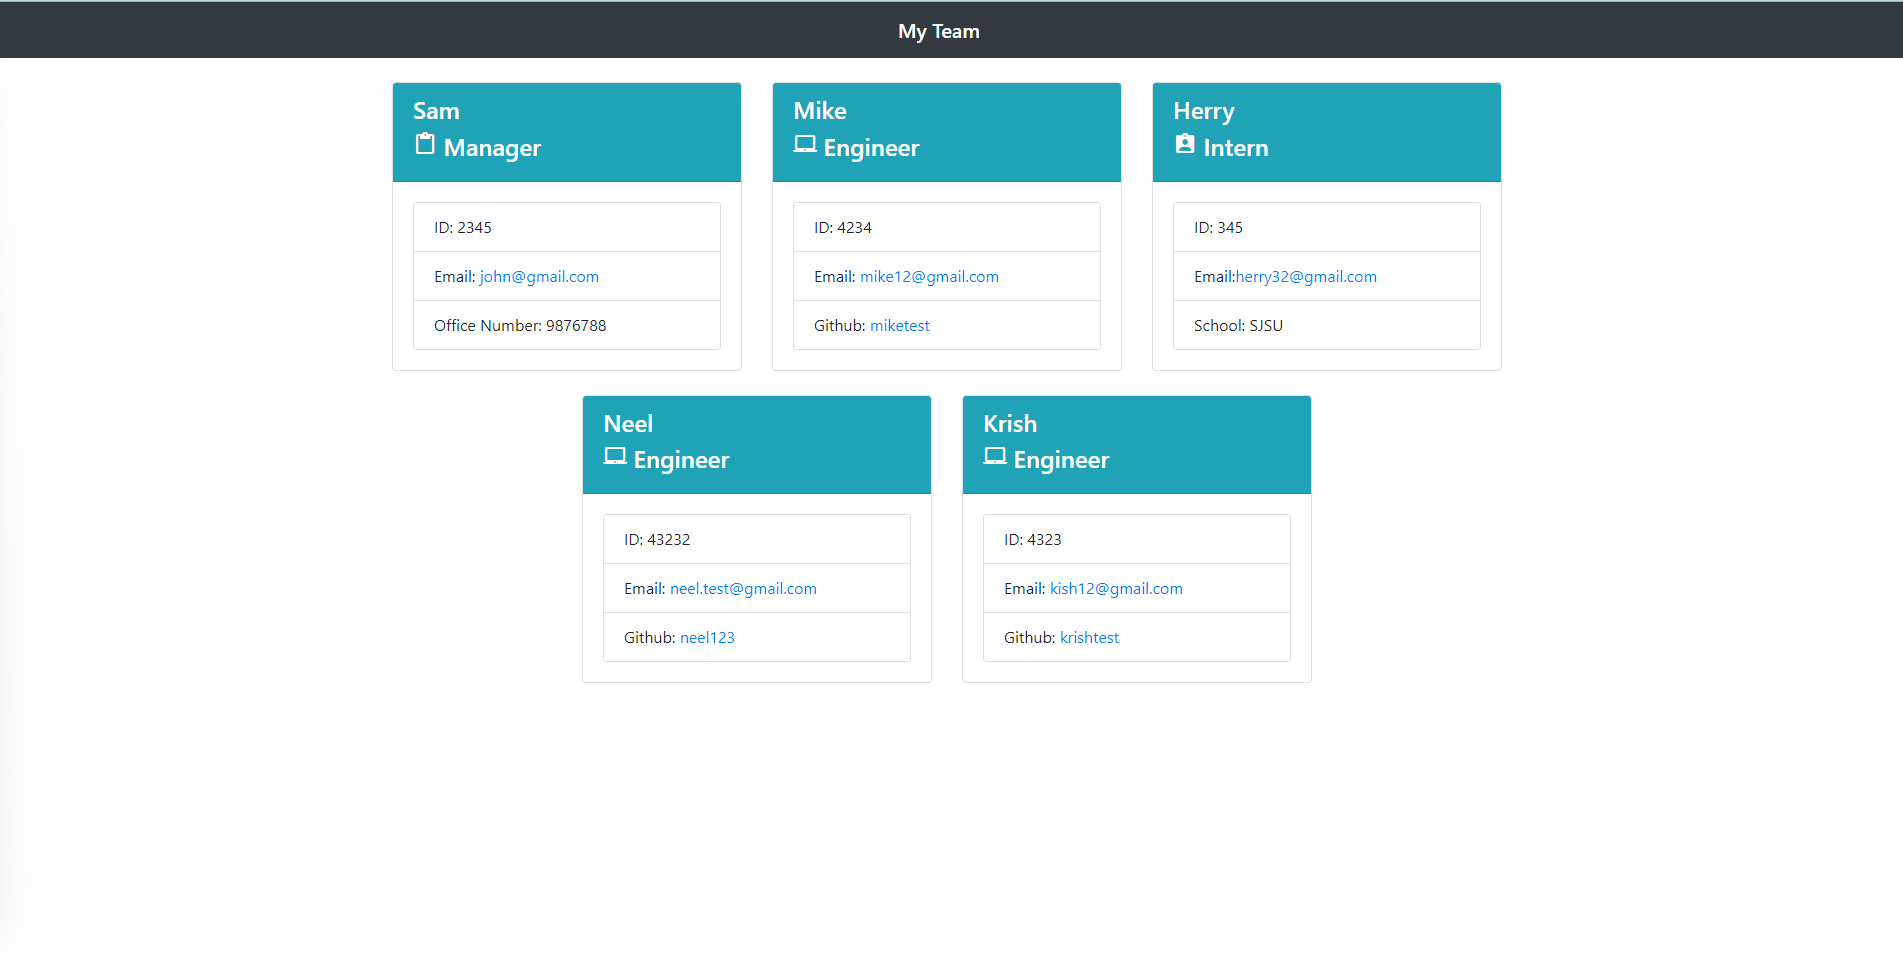 My Team
Sam
Manager
ID: 2345
Email: john@gmail.com
Office Number: 9876788
Mike
Engineer
ID: 4234
Email: mike12@gmail.com
Github: miketest
Herry
Intern
ID: 345
Email:herry32@gmail.com
School: SJSU
Neel
Engineer
ID: 43232
Email: neel.test@gmail.com
Github: neel123
Krish
Engineer
ID: 4323
Email: kish12@gmail.com
Github: krishtest